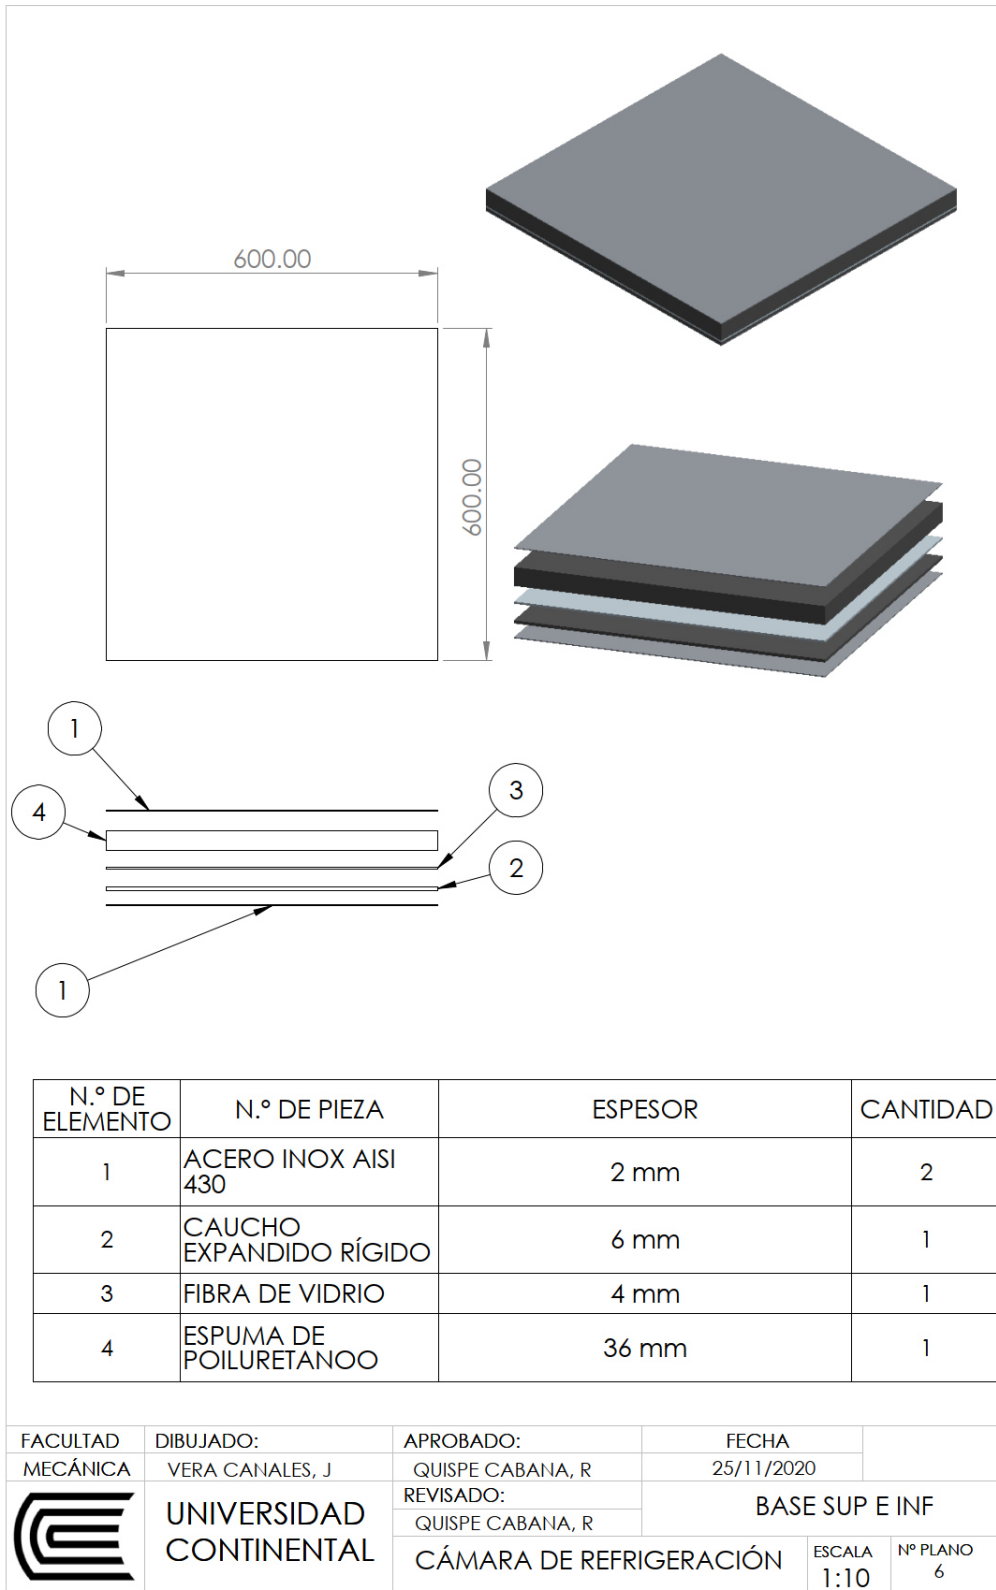 600.00
600.00
1
4
3
2
1
N.º DE
ELEMENTO
N.º DE PIEZA
ESPESOR
CANTIDAD
1
ACERO INOX AISI
430
2 mm
2
2
CAUCHO
EXPANDIDO RÍGIDO
6 mm
1
3
FIBRA DE VIDRIO
4 mm
1
4
ESPUMA DE
POILURETANOO
36 mm
1
FACULTAD
MECÁNICA
DIBUJADO:
VERA CANALES, J
APROBADO:
QUISPE CABANA, R
FECHA
25/11/2020
UNIVERSIDAD
CONTINENTAL
REVISADO:
QUISPE CABANA, R
BASE SUP E INF
CÁMARA DE REFRIGERACIÓN
ESCALA
1:10
Nº PLANO
6